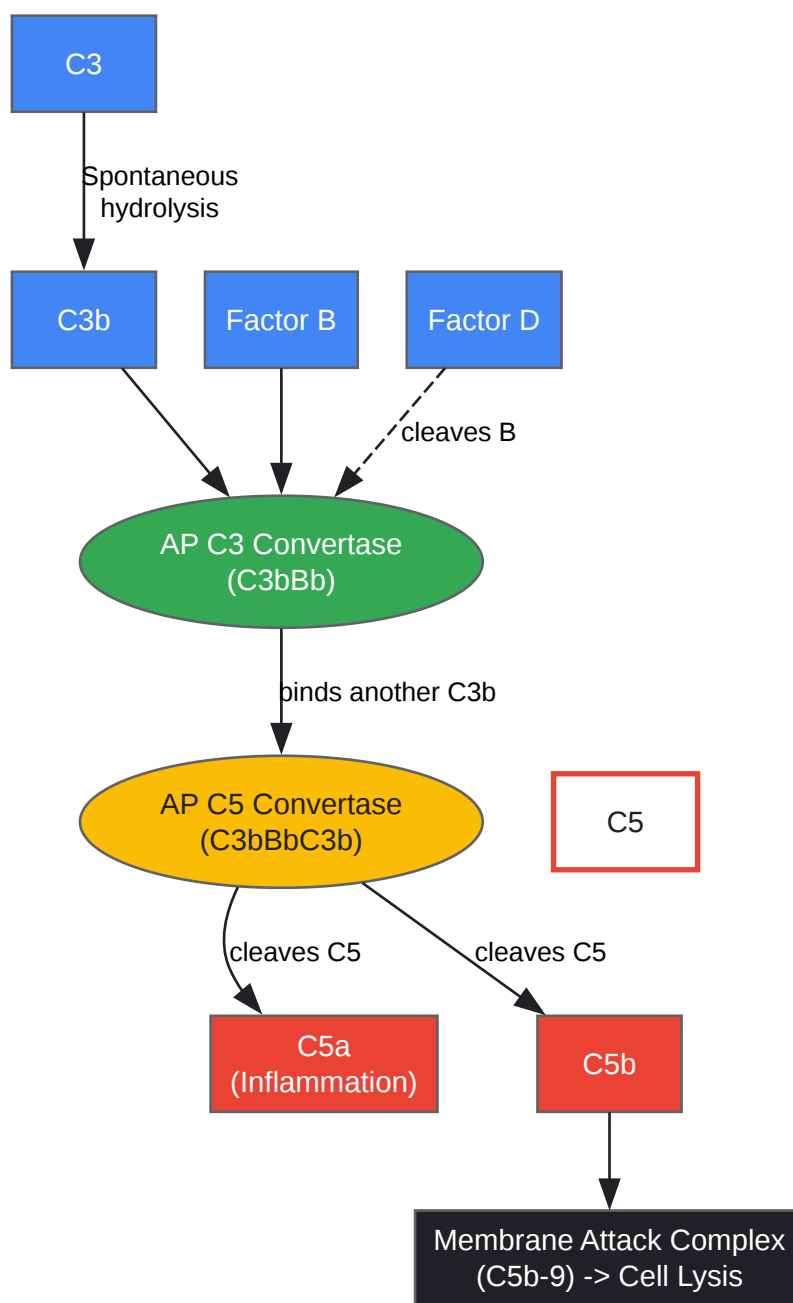 C3
Spontaneous
hydrolysis
C3b
Factor B
Factor D
cleaves B
AP C3 Convertase
(C3bBb)
binds another C3b
AP C5 Convertase
(C3bBbC3b)
C5
cleaves C5
cleaves C5
C5a
(Inflammation)
C5b
Membrane Attack Complex
(C5b-9) -> Cell Lysis